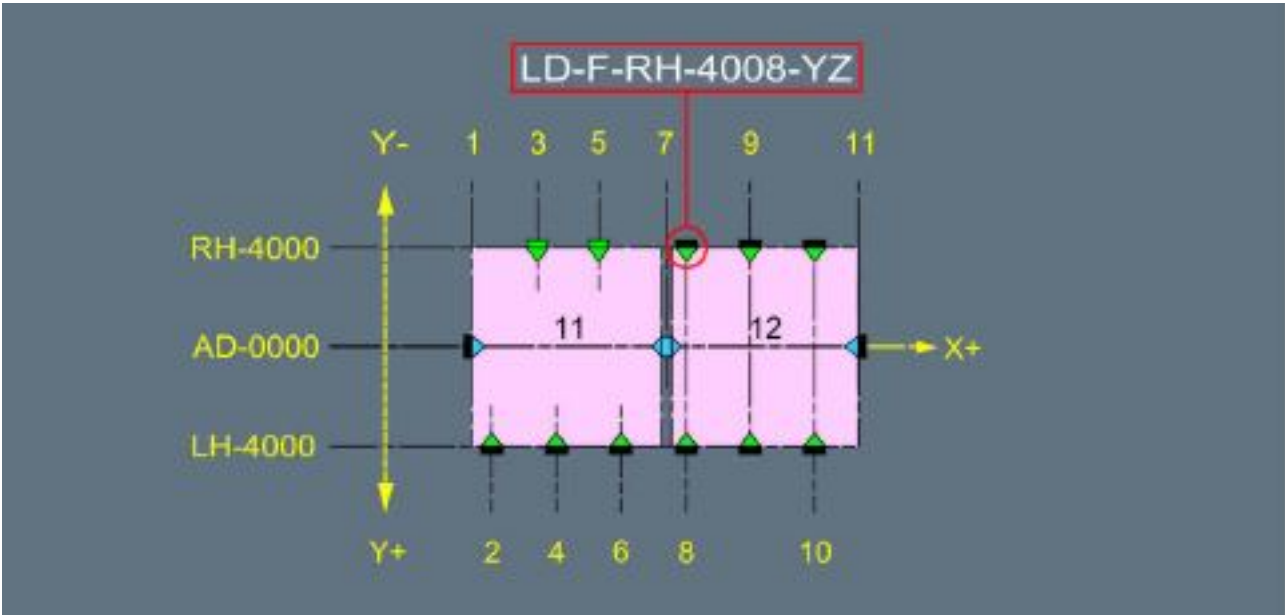 LD-F-RH-4008-YZ
Y- 1 3 5 7 9 11
RH-4000
11 12
AD-0000 X+
LH-4000
Y+ 2 4 6 8 10